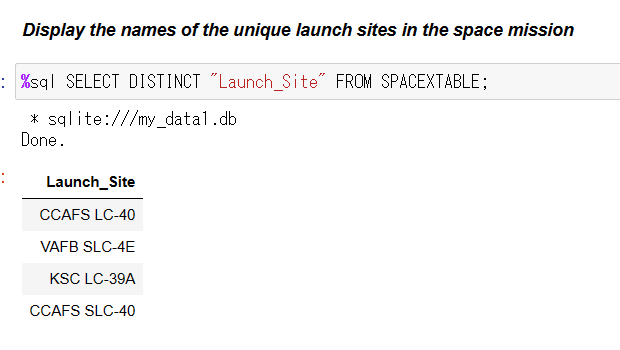 Display the names of the unique launch sites in the space mission
: %sql SELECT DISTINCT "Launch_Site" FROM SPACEXTABLE;
* sqlite:///my_data1.db
Done.
:
Launch_Site
CCAFS LC-40
VAFB SLC-4E
KSC LC-39A
CCAFS SLC-40